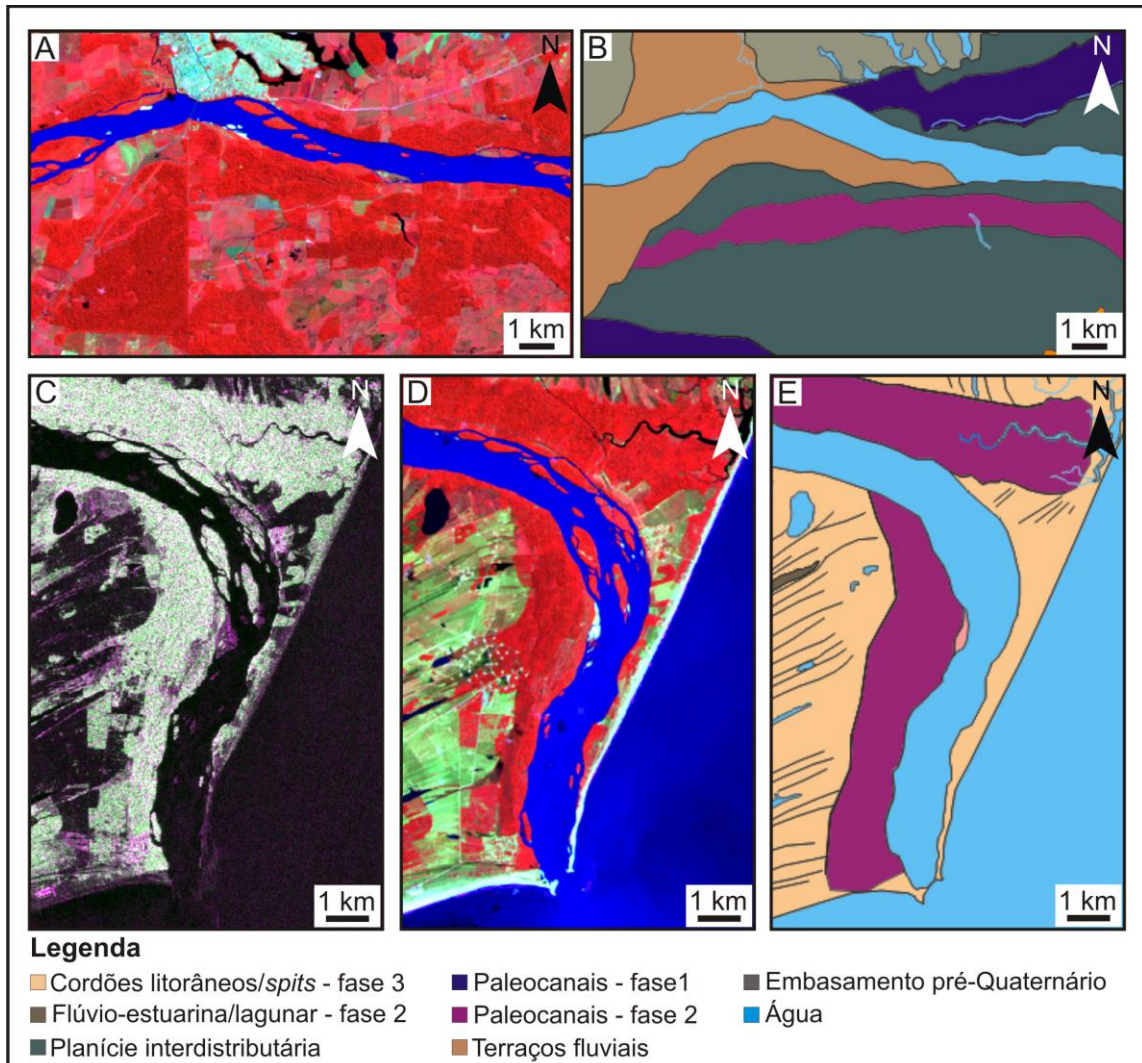 A
N
1 km
B
N
1 km
C
N
1 km
D
N
1 km
E
N
1 km
Legenda
Cordões litorâneos/spits - fase 3
Flúvio-estuarina/lagunar - fase 2
Planície interdistributária
Paleocanais - fase1
Paleocanais - fase 2
Terraços fluviais
Embasamento pré-Quaternário
Água